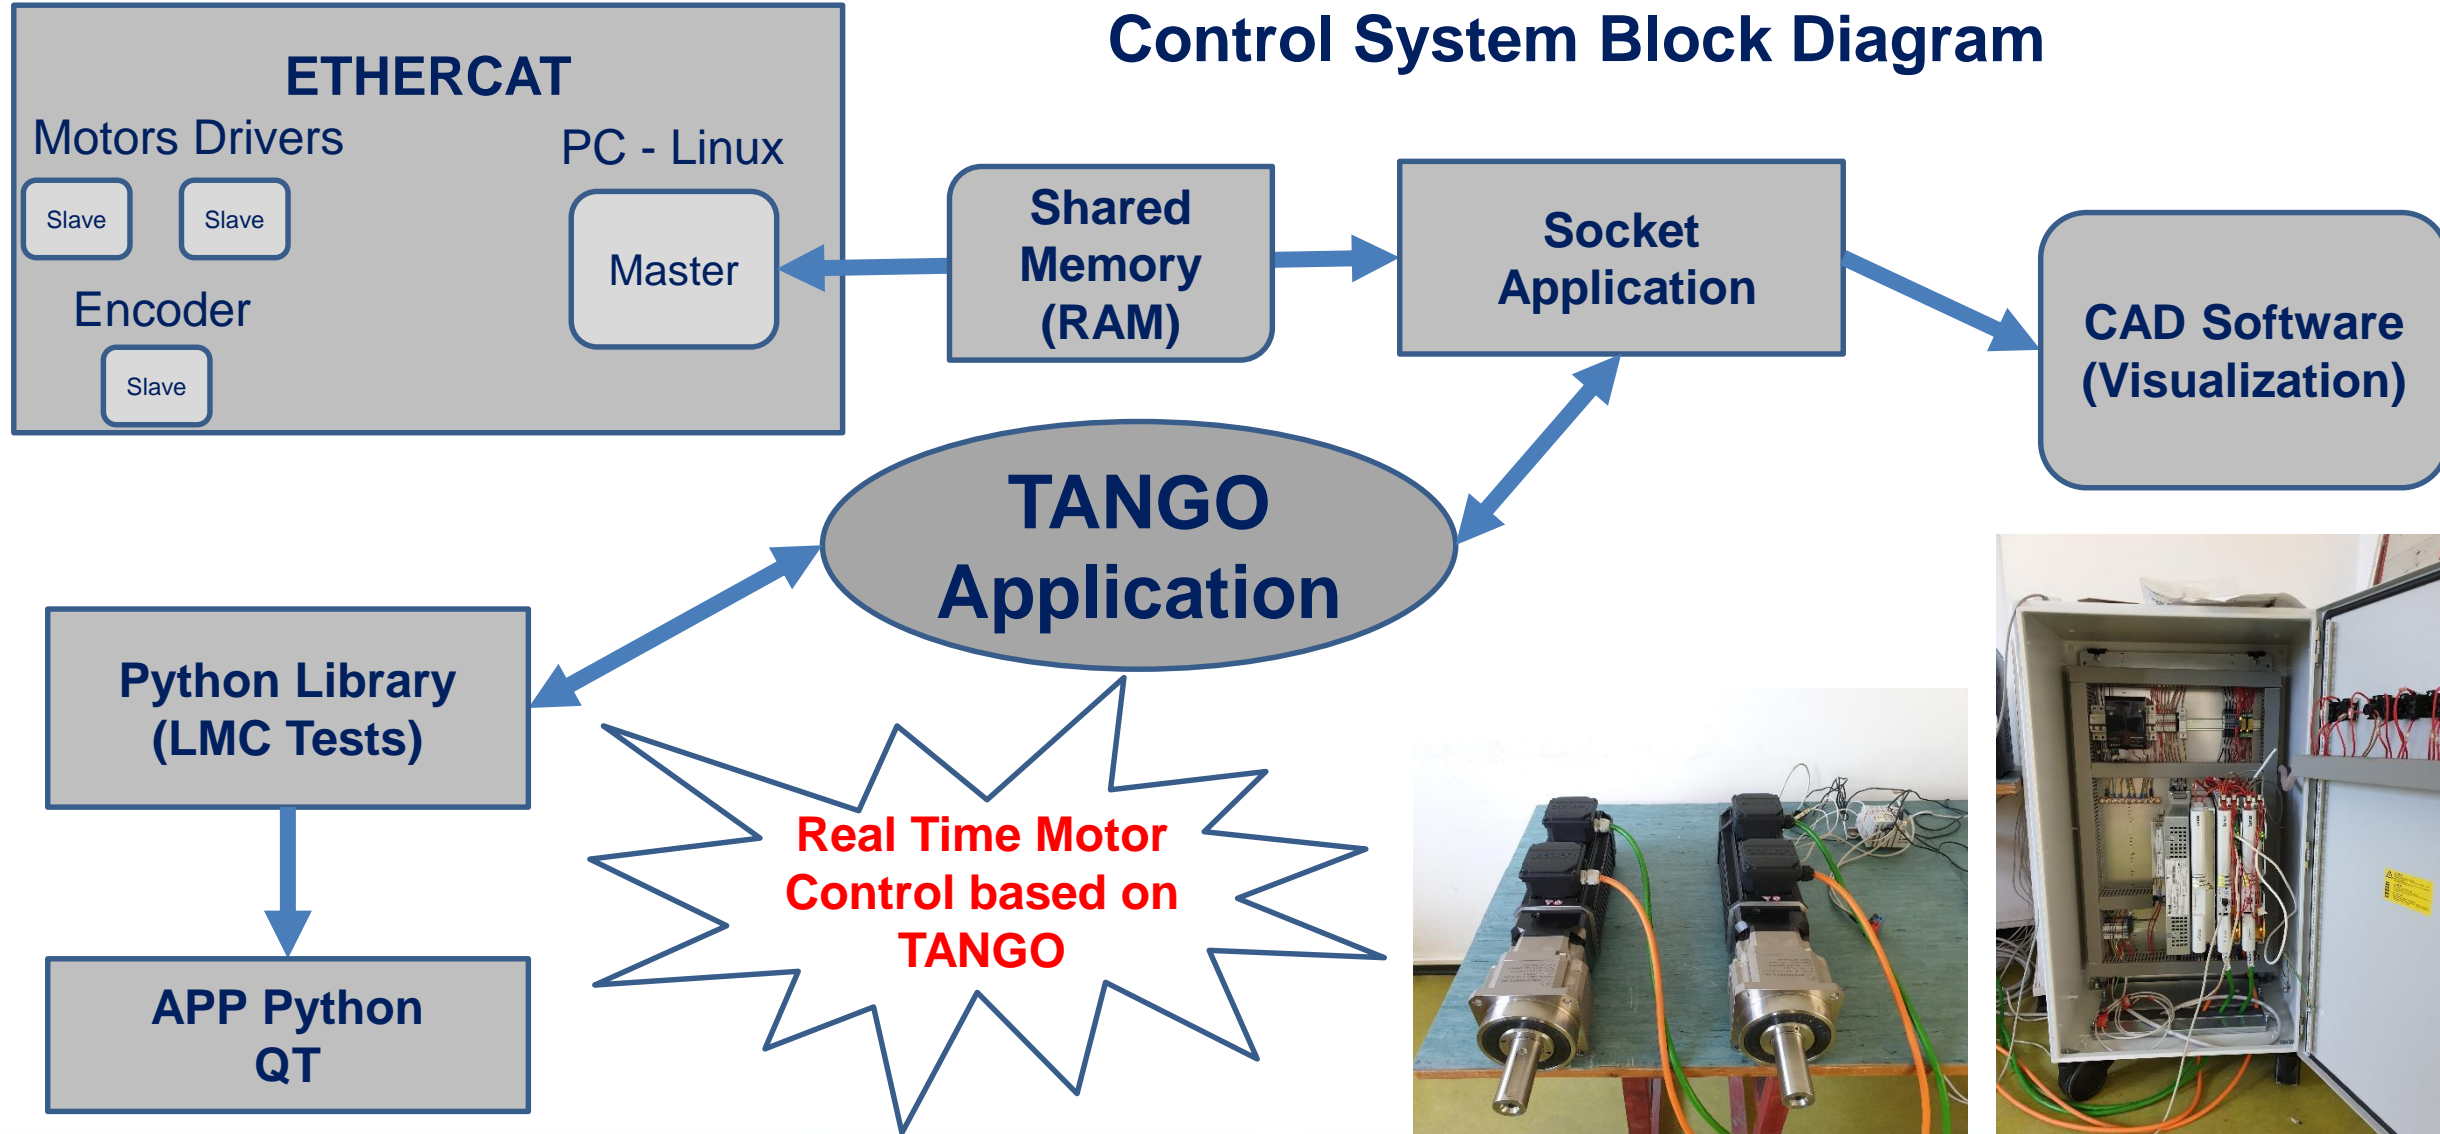 Control System Block Diagram
ETHERCAT
Motors Drivers
PC - Linux
Slave
Slave
Master
Encoder
Slave
Shared
Memory
(RAM)
Socket
Application
CAD Software
(Visualization)
TANGO
Application
Python Library
(LMC Tests)
Real Time Motor
Control based on
TANGO
APP Python
QT